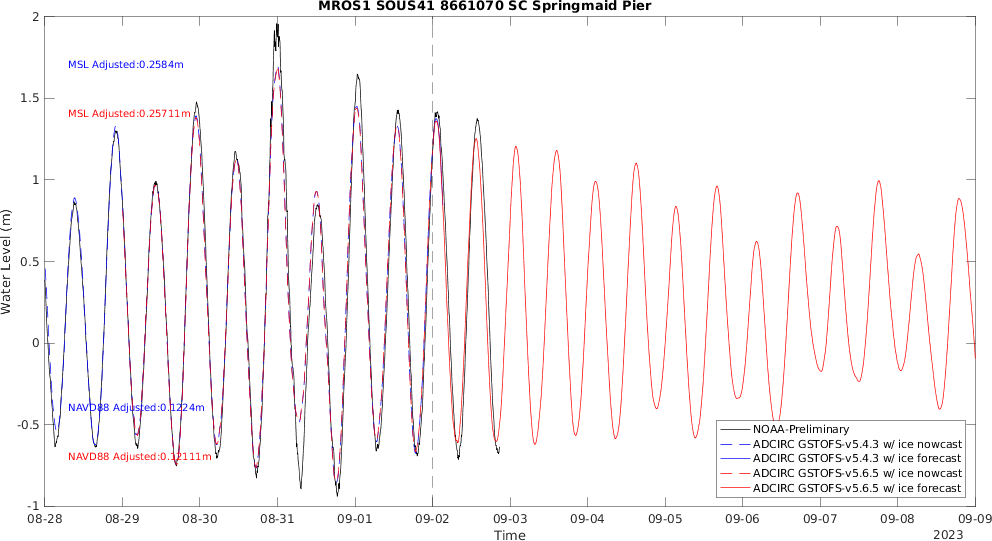 MROS1 SOUS41 8661070 SC Springmaid Pier
2
1.5
1
0.5
0
-0.5
-1
Water Level (m)
MSL Adjusted:0.2584m
MSL Adjusted:0.25711m
NAVD88 Adjusted:0.1224m
NAVD88 Adjusted:0.12111m
NOAA-Preliminary
ADCIRC GSTOFS-v5.4.3 w/ ice nowcast
ADCIRC GSTOFS-v5.4.3 w/ ice forecast
ADCIRC GSTOFS-v5.6.5 w/ ice nowcast
ADCIRC GSTOFS-v5.6.5 w/ ice forecast
08-28 08-29 08-30 08-31 09-01 09-02 09-03 09-04 09-05 09-06 09-07 09-08 09-09
Time
2023